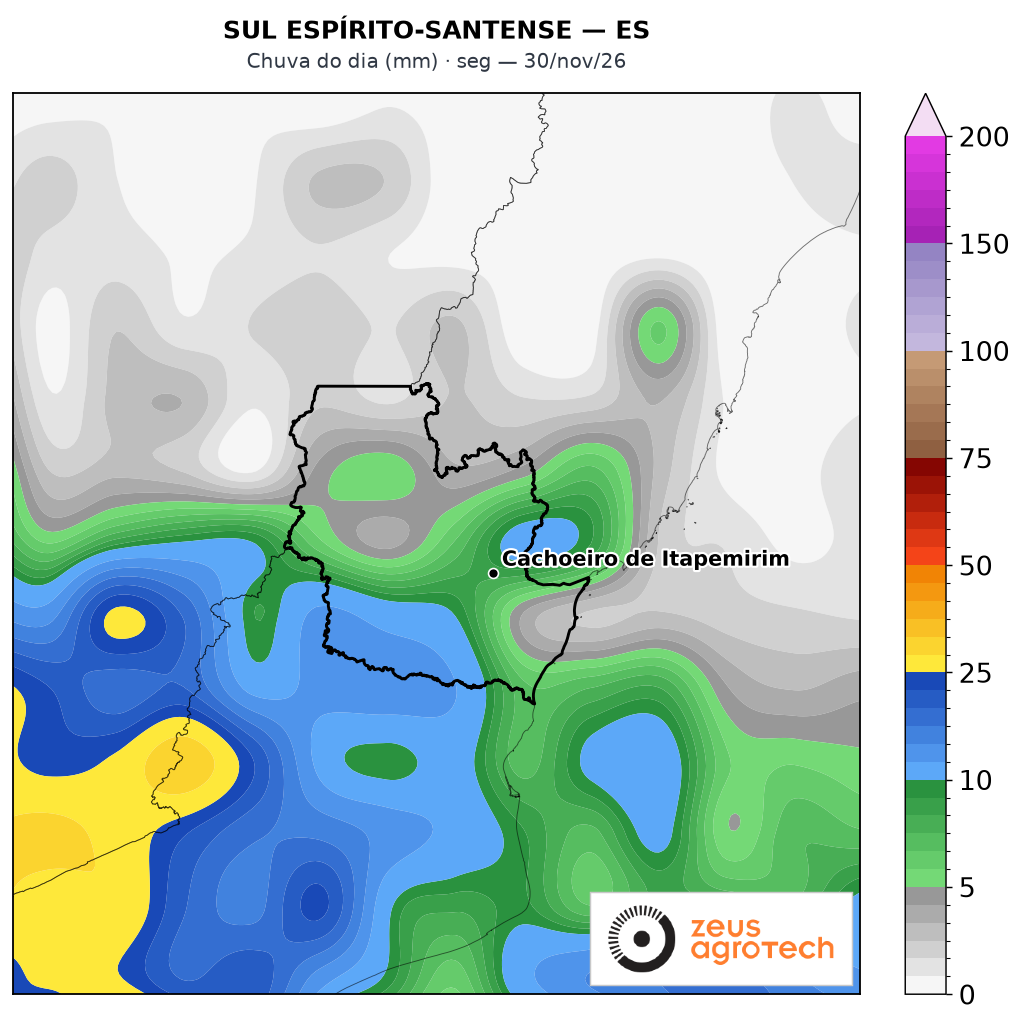 SUL ESPÍRITO-SANTENSE — ES
Chuva do dia (mm) · seg — 30/nov/26
200
150
100
75
50
25
10
5
0
Cachoeiro de Itapemirim
zeus
agrotech